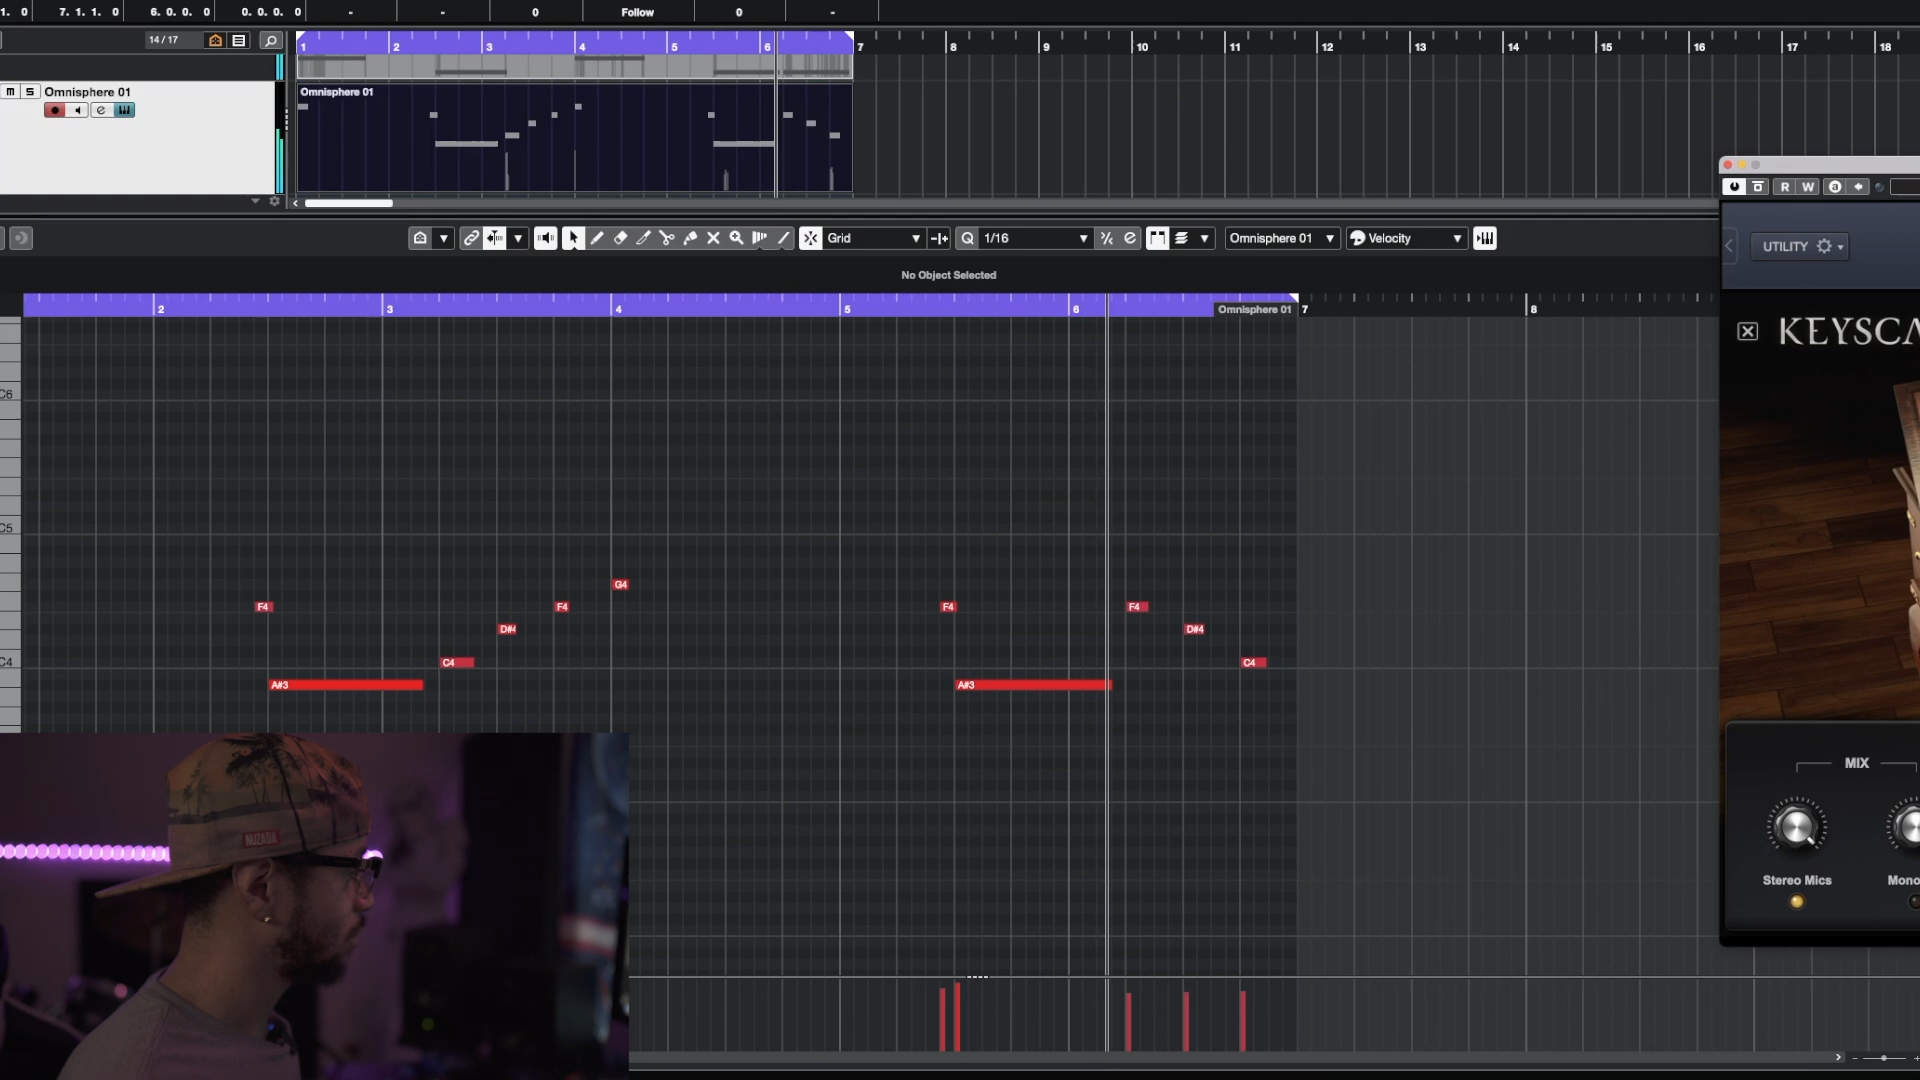 1. 0 7. 1. 1. 0 6. 0. 0. 0 0. 0. 0. 0 - - 0 Follow 0 -
14 / 17
1 2 3 4 5 6 7 8 9 10 11 12 13 14 15 16 17 18
m S Omnisphere 01
Omnisphere 01
e
R W a
Grid Q 1/16 e Omnisphere 01 Velocity
UTILITY
No Object Selected
2 3 4 5 6 Omnisphere 01 7 8
KEYSCA
C6
C5
G4
F4 F4 F4 F4
D#4 D#4
C4 C4 C4
A#3 A#3
MIX
NUZADA
Stereo Mics Mono